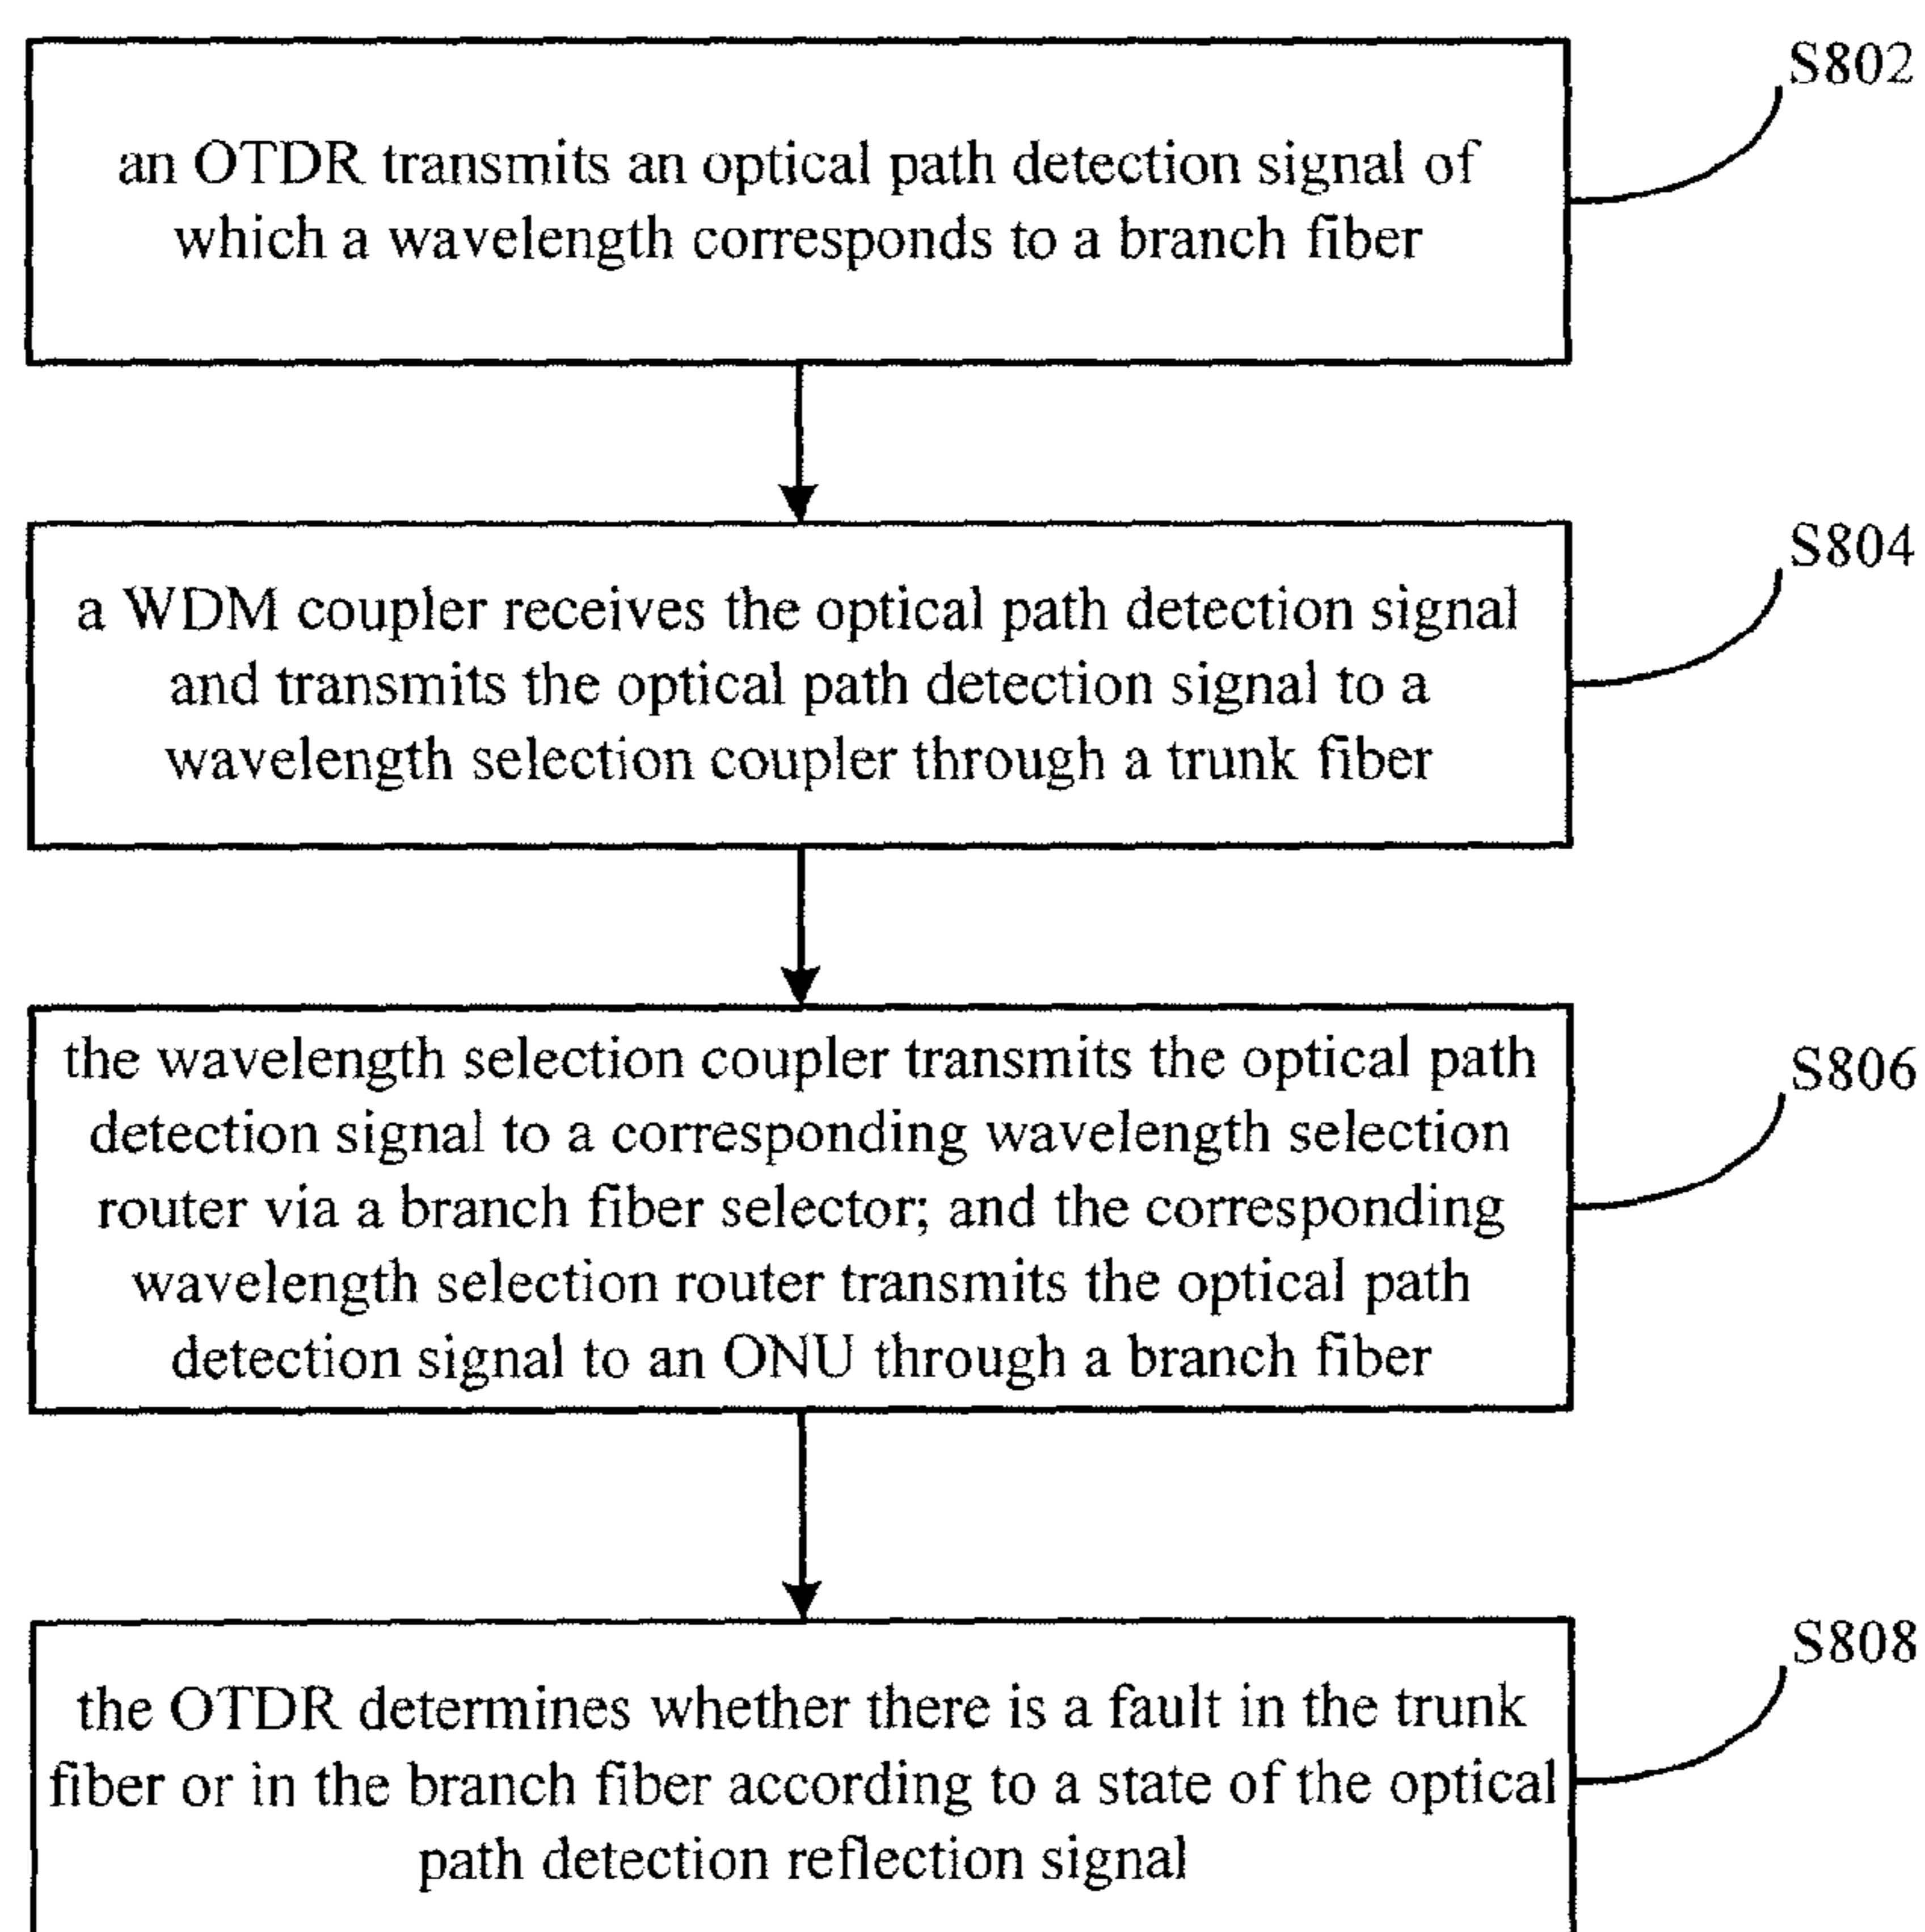 S802
an OTDR transmits an optical path detection signal of
which a wavelength corresponds to a branch fiber
S804
a WDM coupler receives the optical path detection signal
and transmits the optical path detection signal to a
wavelength selection coupler through a trunk fiber
S806
the wavelength selection coupler transmits the optical path
detection signal to a corresponding wavelength selection
router via a branch fiber selector; and the corresponding
wavelength selection router transmits the optical path
detection signal to an ONU through a branch fiber
S808
the OTDR determines whether there is a fault in the trunk
fiber or in the branch fiber according to a state of the optical
path detection reflection signal